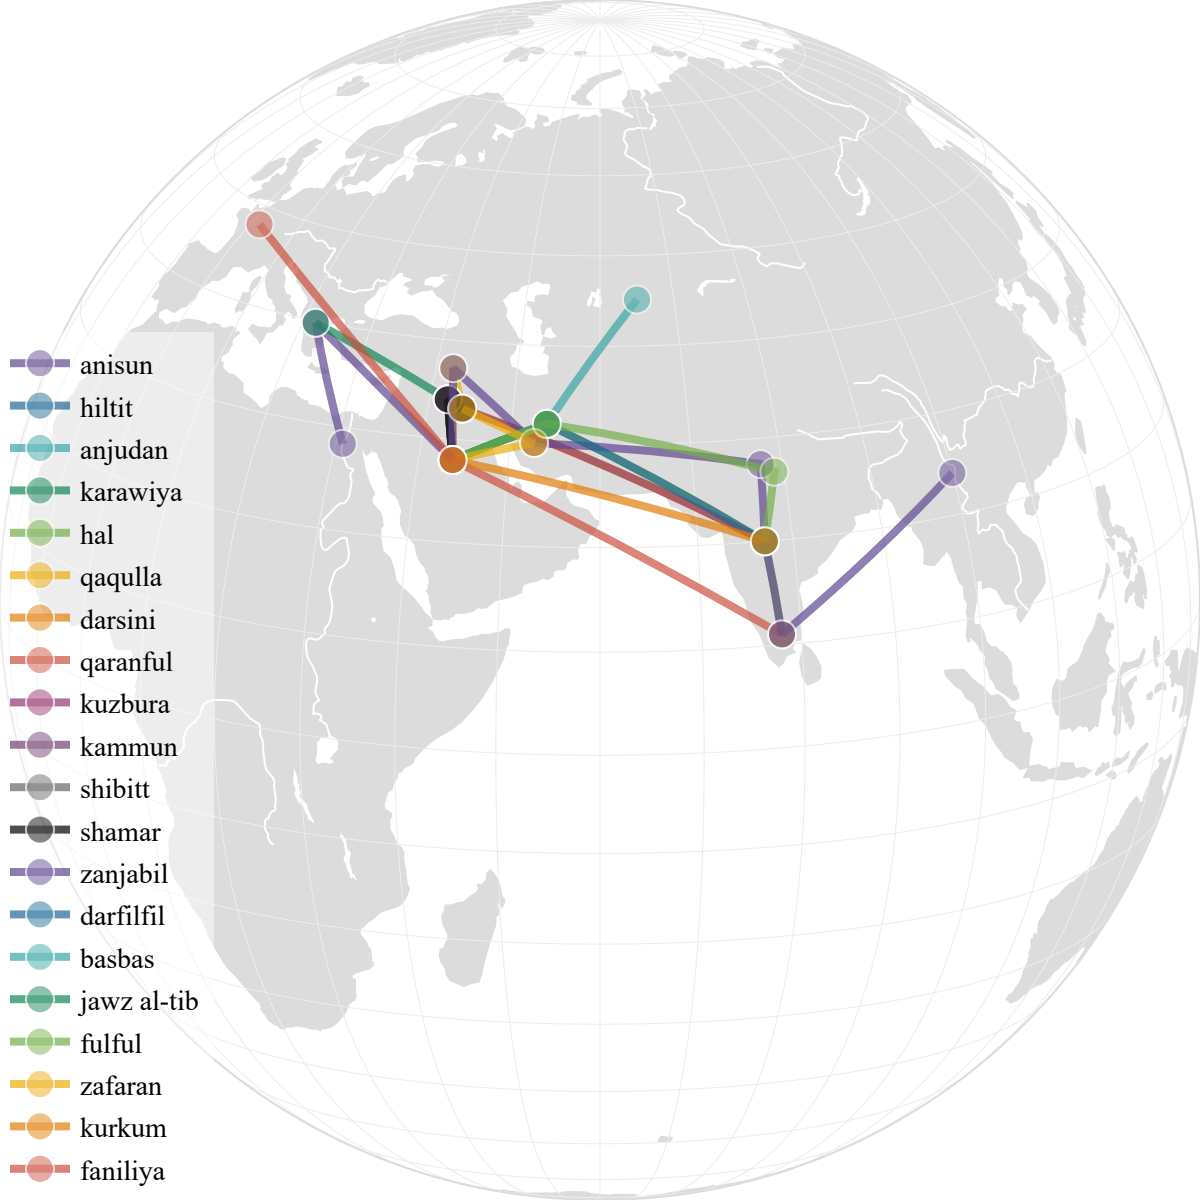 anisun
hiltit
anjudan
karawiya
hal
qaqulla
darsini
qaranful
kuzbura
kammun
shibitt
shamar
zanjabil
darfilfil
basbas
jawz al-tib
fulful
zafaran
kurkum
faniliya